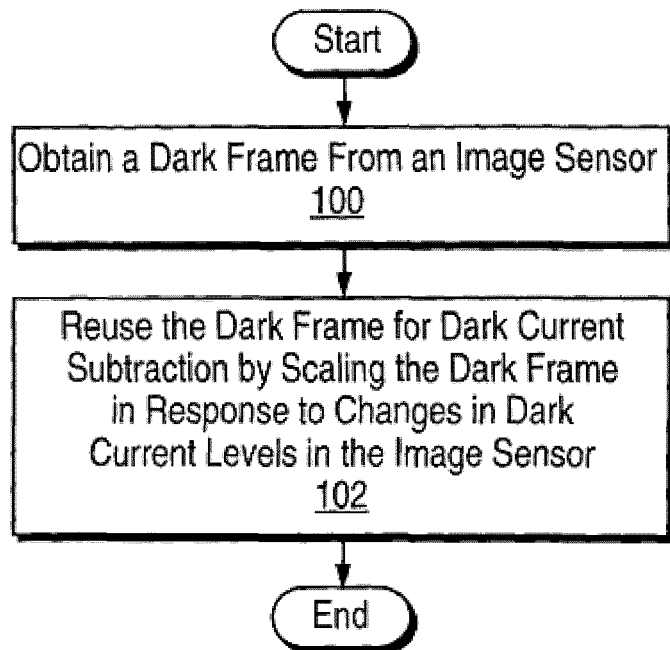 Start
Obtain a Dark Frame From an Image Sensor
100
Reuse the Dark Frame for Dark Current
Subtraction by Scaling the Dark Frame
in Response to Changes in Dark
Current Levels in the Image Sensor
102
End